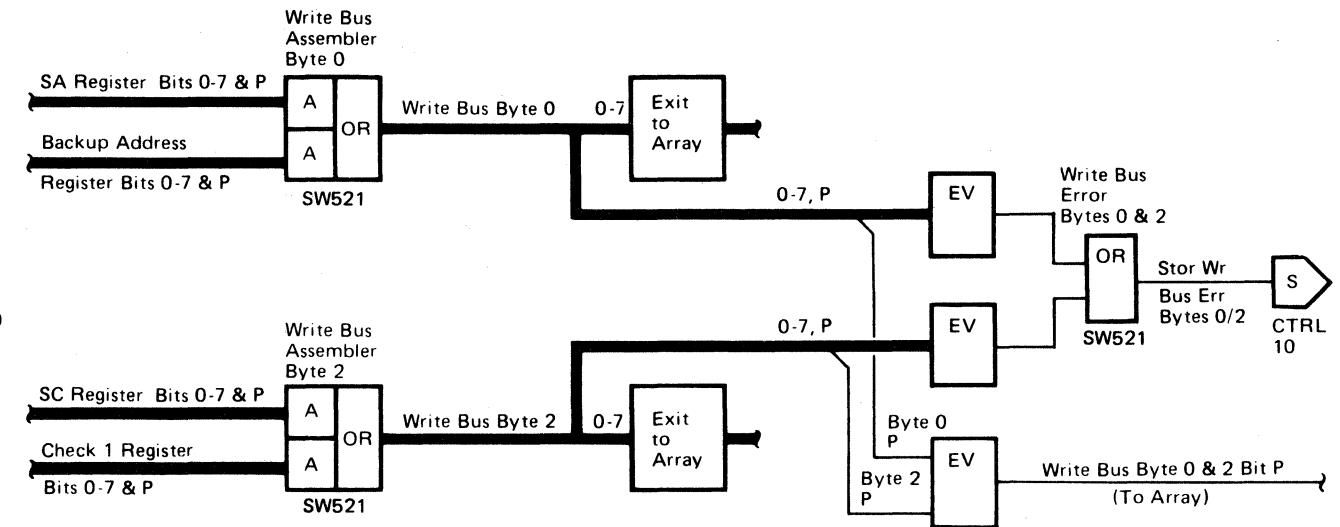 Write Bus
Assembler
Byte 0
SA Register Bits 0-7 & P
A
OR
A
Backup Address
Register Bits 0-7 & P
SW521
Write Bus Byte 0
0-7
Exit
to
Array
0-7, P
EV
Write Bus
Error
Bytes 0 & 2
OR
SW521
Stor Wr
Bus Err
Bytes 0/2
S
CTRL
10
Write Bus
Assembler
Byte 2
SC Register Bits 0-7 & P
A
OR
A
Check 1 Register
Bits 0-7 & P
SW521
Write Bus Byte 2
0-7
Exit
to
Array
0-7, P
EV
Byte 0
P
Byte 2
P
EV
Write Bus Byte 0 & 2 Bit P
(To Array)